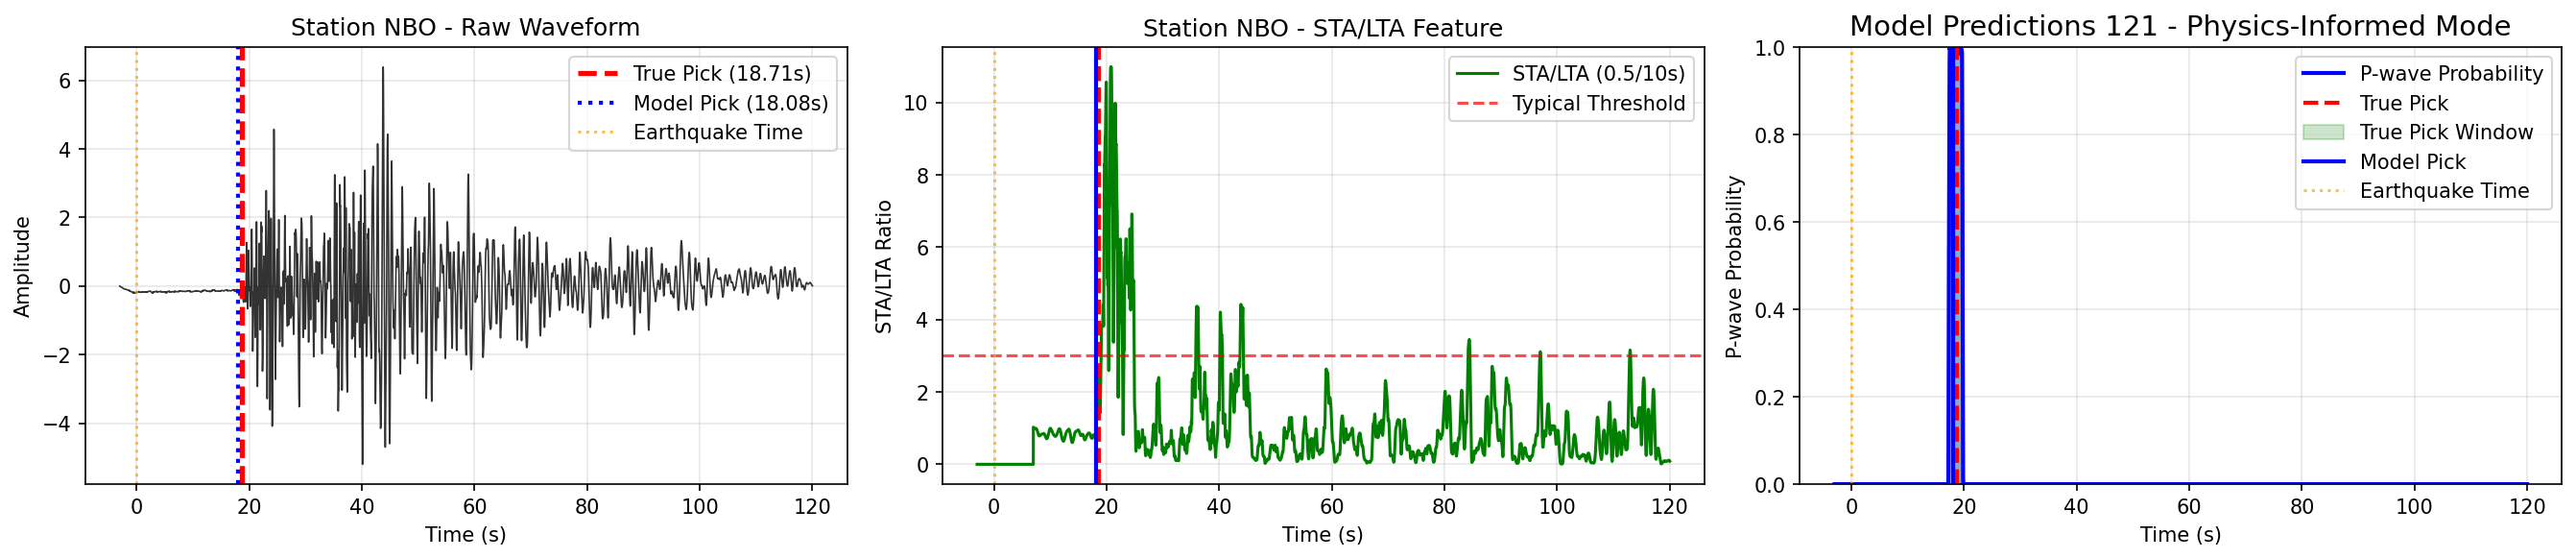 Station NBO - Raw Waveform
True Pick (18.71s)
Model Pick (18.08s)
Earthquake Time
Amplitude
6
4
2
0
−2
−4
0 20 40 60 80 100 120
Time (s)
Station NBO - STA/LTA Feature
STA/LTA (0.5/10s)
Typical Threshold
STA/LTA Ratio
10
8
6
4
2
0
0 20 40 60 80 100 120
Time (s)
Model Predictions 121 - Physics-Informed Mode
P-wave Probability
True Pick
True Pick Window
Model Pick
Earthquake Time
P-wave Probability
1.0
0.8
0.6
0.4
0.2
0.0
0 20 40 60 80 100 120
Time (s)